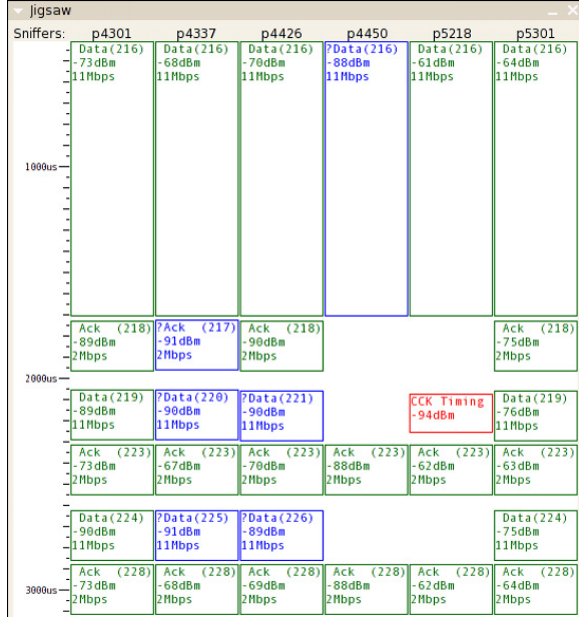 Jigsaw
Sniffers: p4301 p4337 p4426 p4450 p5218 p5301
Data(216) Data(216) Data(216) ?Data(216) Data(216) Data(216)
-73dBm -68dBm -70dBm -88dBm -61dBm -64dBm
11Mbps 11Mbps 11Mbps 11Mbps 11Mbps 11Mbps
1000us
Ack (218) ?Ack (217) Ack (218) Ack (218)
-89dBm -91dBm -90dBm -75dBm
2Mbps 2Mbps 2Mbps 2Mbps
2000us
Data(219) ?Data(220) ?Data(221) CCK Timing Data(219)
-89dBm -90dBm -90dBm -94dBm -76dBm
11Mbps 11Mbps 11Mbps 11Mbps
Ack (223) Ack (223) Ack (223) Ack (223) Ack (223) Ack (223)
-73dBm -67dBm -70dBm -88dBm -62dBm -63dBm
2Mbps 2Mbps 2Mbps 2Mbps 2Mbps 2Mbps
Data(224) ?Data(225) ?Data(226) Data(224)
-90dBm -91dBm -89dBm -75dBm
11Mbps 11Mbps 11Mbps 11Mbps
Ack (228) Ack (228) Ack (228) Ack (228) Ack (228) Ack (228)
3000us -73dBm -68dBm -69dBm -88dBm -62dBm -64dBm
2Mbps 2Mbps 2Mbps 2Mbps 2Mbps 2Mbps